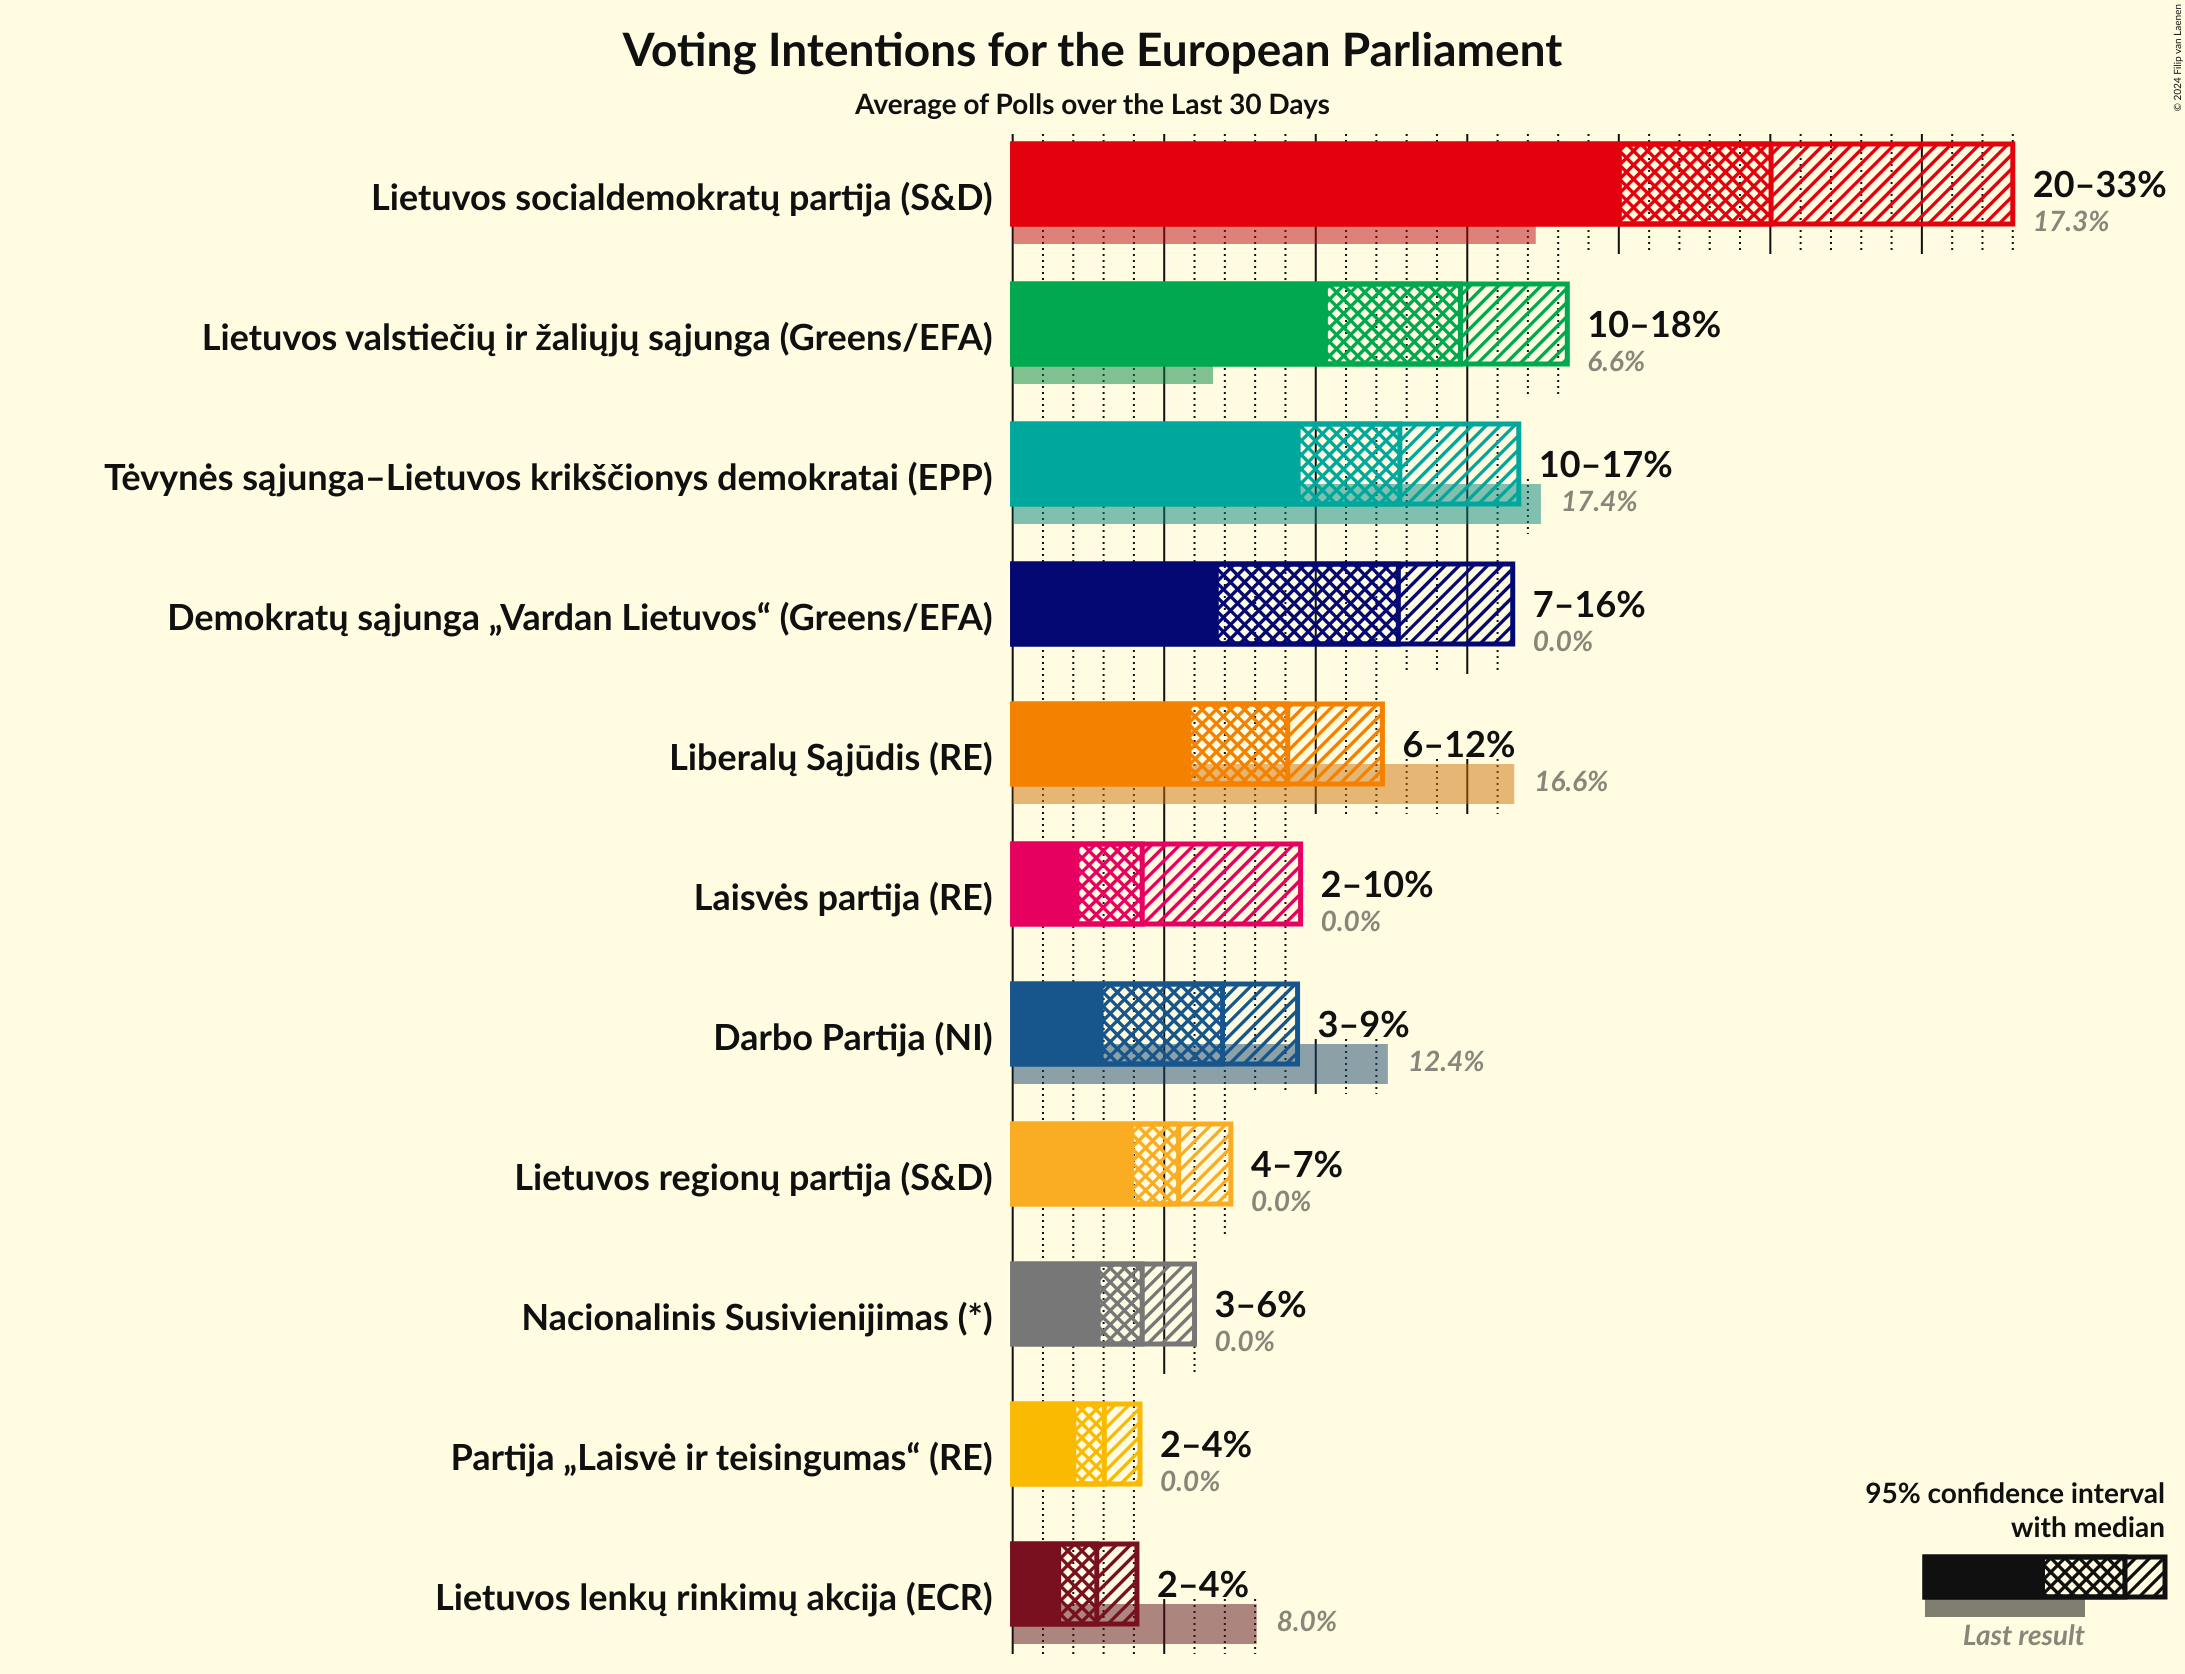 © 2024 Filip van Laenen
Voting Intentions for the European Parliament
Average of Polls over the Last 30 Days
Lietuvos socialdemokratų partija (S&D)
20–33%
17.3%
Lietuvos valstiečių ir žaliųjų sąjunga (Greens/EFA)
10–18%
6.6%
Tėvynės sąjunga–Lietuvos krikščionys demokratai (EPP)
10–17%
17.4%
Demokratų sąjunga „Vardan Lietuvos“ (Greens/EFA)
7–16%
0.0%
Liberalų Sąjūdis (RE)
6–12%
16.6%
Laisvės partija (RE)
2–10%
0.0%
Darbo Partija (NI)
3–9%
12.4%
Lietuvos regionų partija (S&D)
4–7%
0.0%
Nacionalinis Susivienijimas (*)
3–6%
0.0%
Partija „Laisvė ir teisingumas“ (RE)
2–4%
0.0%
Lietuvos lenkų rinkimų akcija (ECR)
2–4%
8.0%
95% confidence interval
with median
Last result